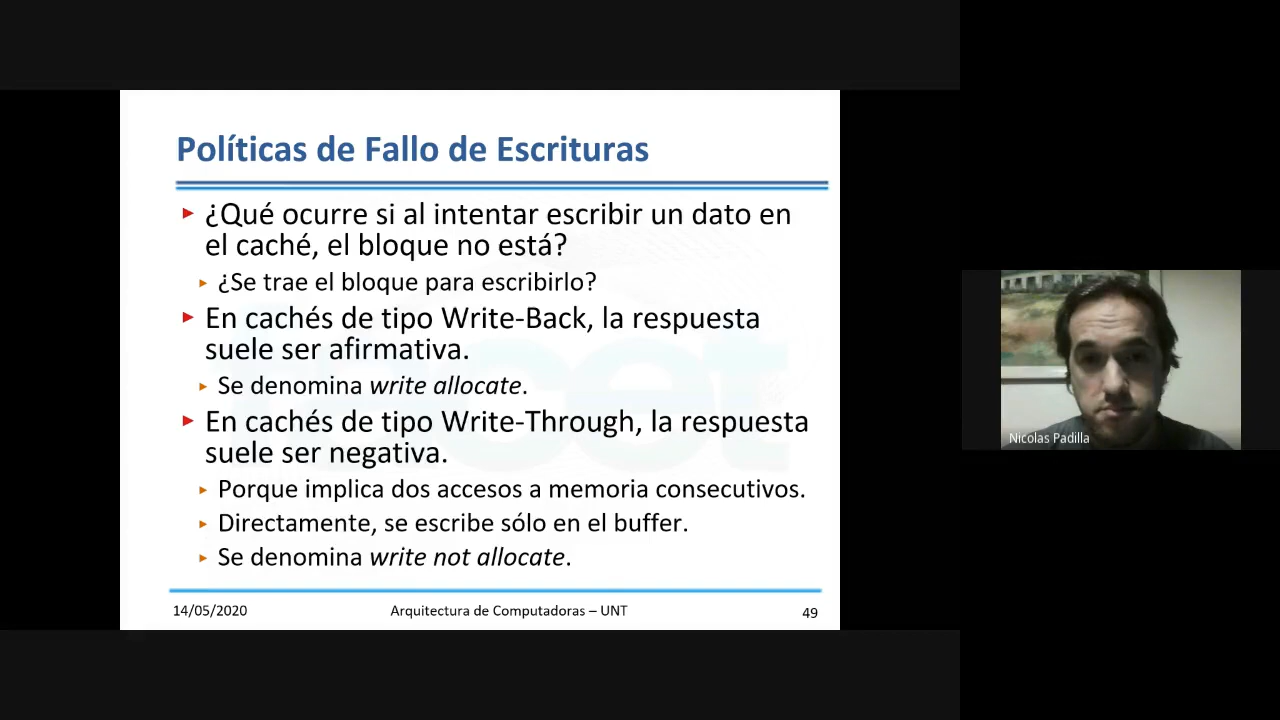 Políticas de Fallo de Escrituras
¿Qué ocurre si al intentar escribir un dato en
el caché, el bloque no está?
¿Se trae el bloque para escribirlo?
En cachés de tipo Write-Back, la respuesta
suele ser afirmativa.
Se denomina write allocate.
En cachés de tipo Write-Through, la respuesta
suele ser negativa.
Porque implica dos accesos a memoria consecutivos.
Directamente, se escribe sólo en el buffer.
Se denomina write not allocate.
14/05/2020
Arquitectura de Computadoras – UNT
49
Nicolas Padilla